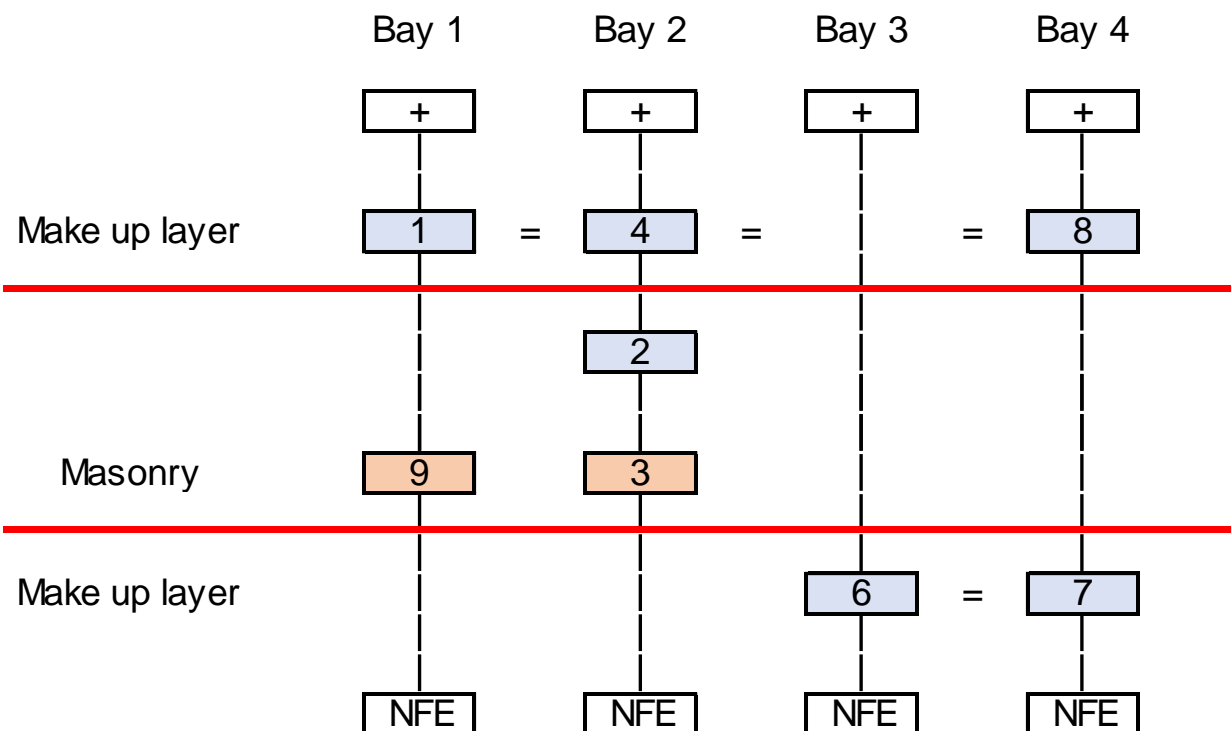 Bay 1 Bay 2 Bay 3 Bay 4
+ + + +
Make up layer 1 = 4 = = 8
2
Masonry 9 3
Make up layer 6 = 7
NFE NFE NFE NFE